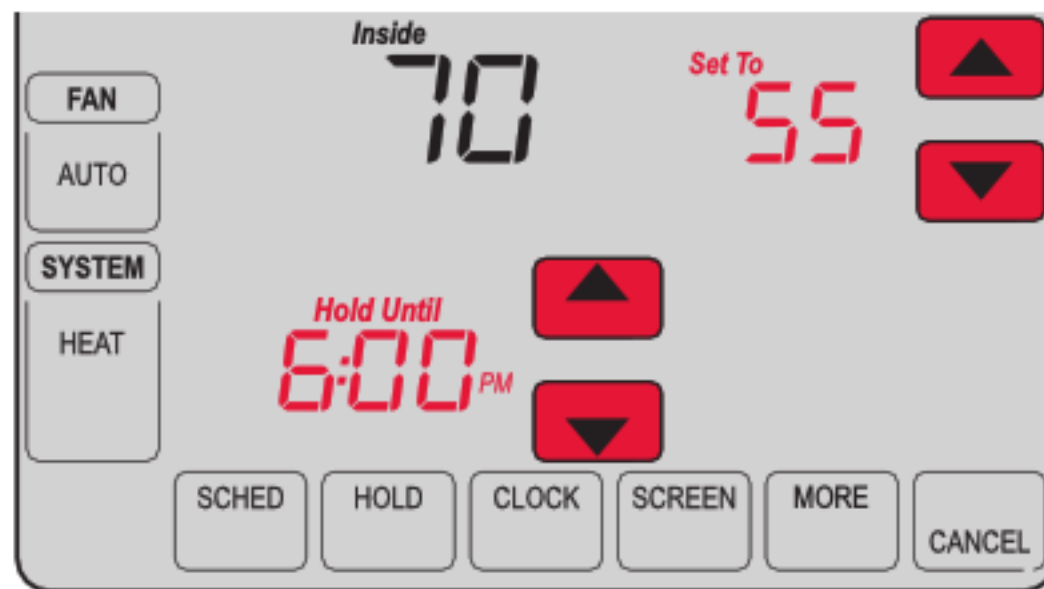 Inside
70
Set To
55
FAN
AUTO
SYSTEM
HEAT
Hold Until
6:00 PM
SCHED
HOLD
CLOCK
SCREEN
MORE
CANCEL